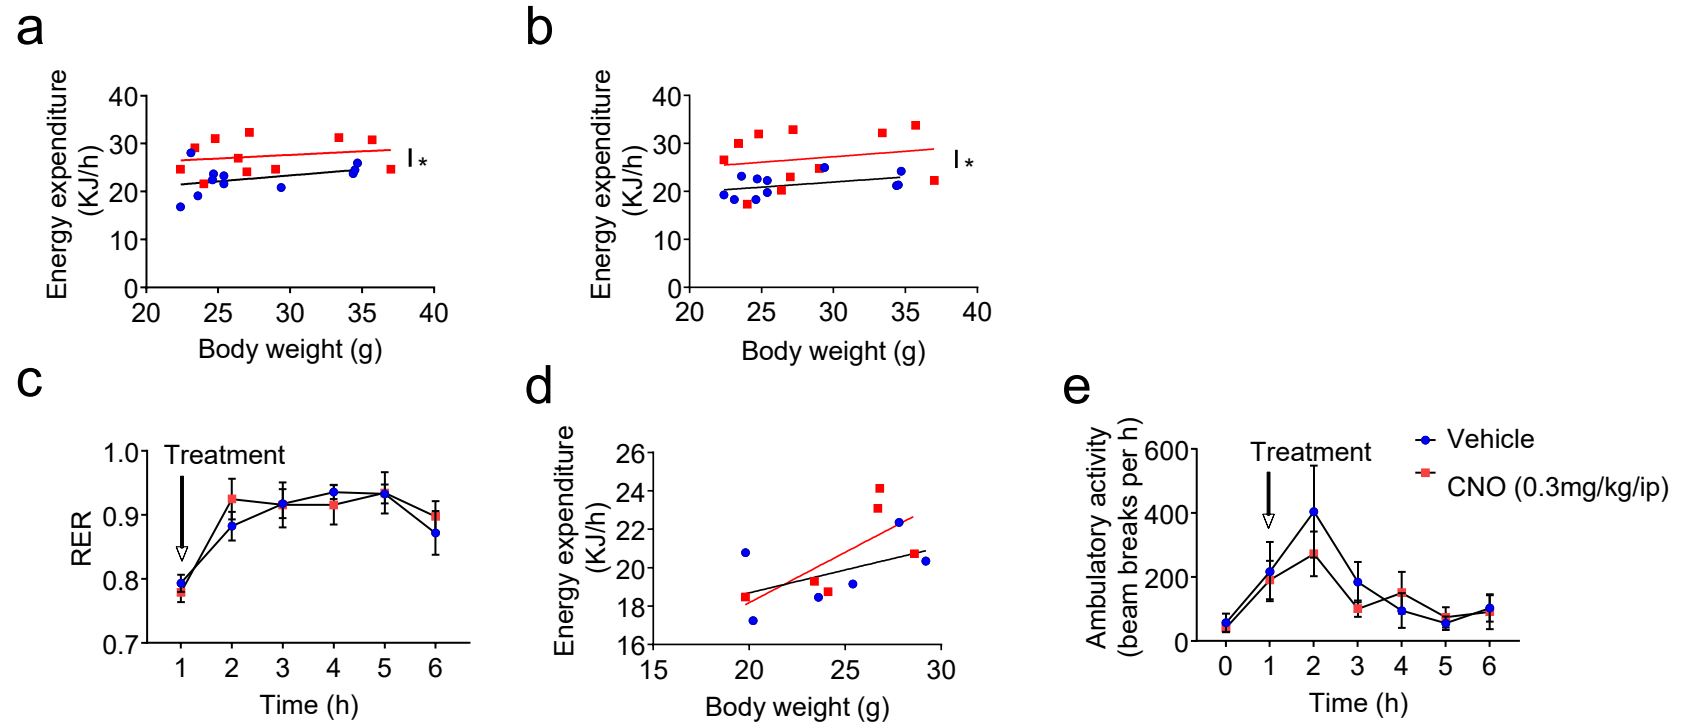 a
Energy expenditure
(KJ/h)
40
30
20
10
0
20 25 30 35 40
Body weight (g)
*
b
Energy expenditure
(KJ/h)
40
30
20
10
0
20 25 30 35 40
Body weight (g)
*
c
RER
1.0
0.9
0.8
0.7
Treatment
1 2 3 4 5 6
Time (h)
d
Energy expenditure
(KJ/h)
26
24
22
20
18
16
15 20 25 30
Body weight (g)
e
Ambulatory activity
(beam breaks per h)
600
400
200
0
Treatment
0 1 2 3 4 5 6
Time (h)
Vehicle
CNO (0.3mg/kg/ip)